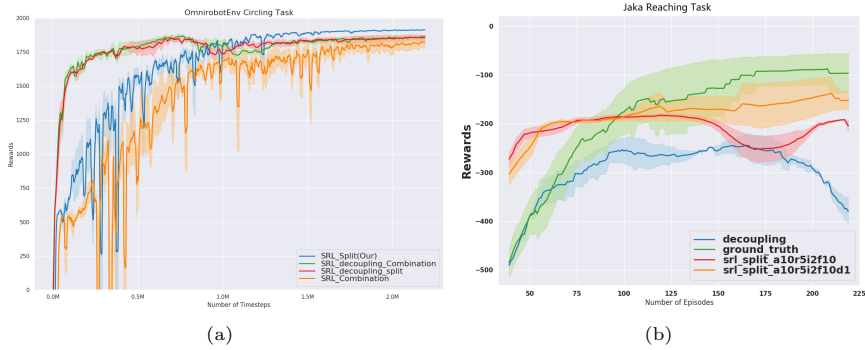 OmnirobotEnv Circling Task
Rewards
2000
1750
1500
1250
1000
750
500
250
0
0.0M
0.5M
1.0M
1.5M
2.0M
Number of Timesteps
SRL_Split(Our)
SRL_decoupling_Combination
SRL_decoupling_split
SRL_Combination
(a)
Jaka Reaching Task
Rewards
−0
−100
−200
−300
−400
−500
50
75
100
125
150
175
200
225
Number of Episodes
decoupling
ground_truth
srl_split_a10r5i2f10
srl_split_a10r5i2f10d1
(b)